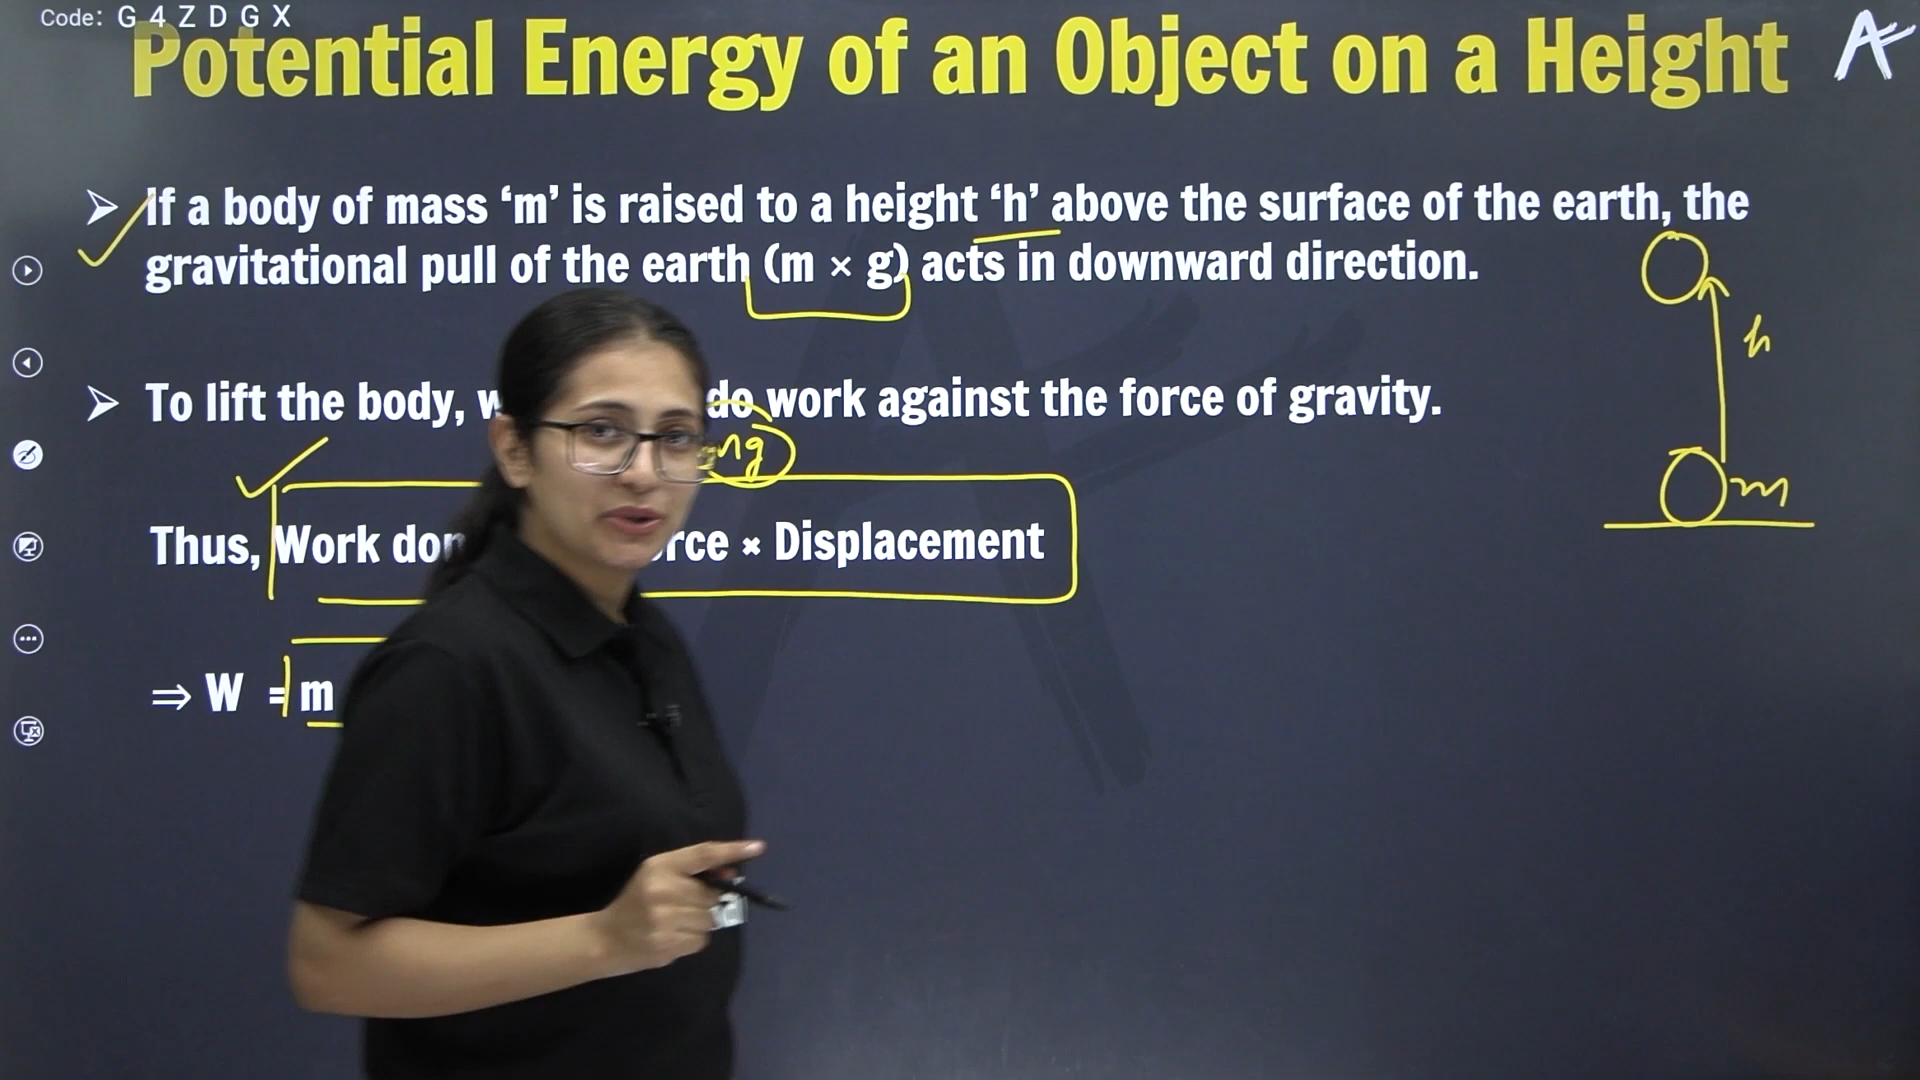 Code: G 4 Z D G X
Potential Energy of an Object on a Height
If a body of mass ‘m’ is raised to a height ‘h’ above the surface of the earth, the
gravitational pull of the earth (m × g) acts in downward direction.
h
To lift the body, do work against the force of gravity.
mg
m
Thus, Work × Displacement
⇒ W = m